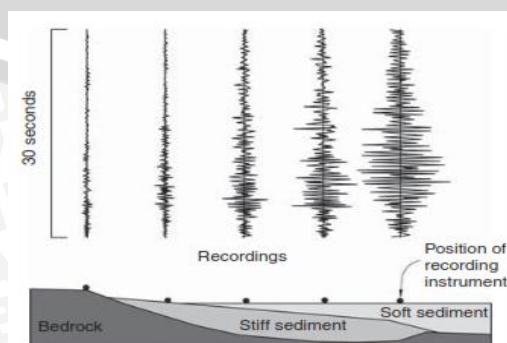 30 seconds
Recordings
Position of
recording
instrument
Soft sediment
Stiff sediment
Bedrock